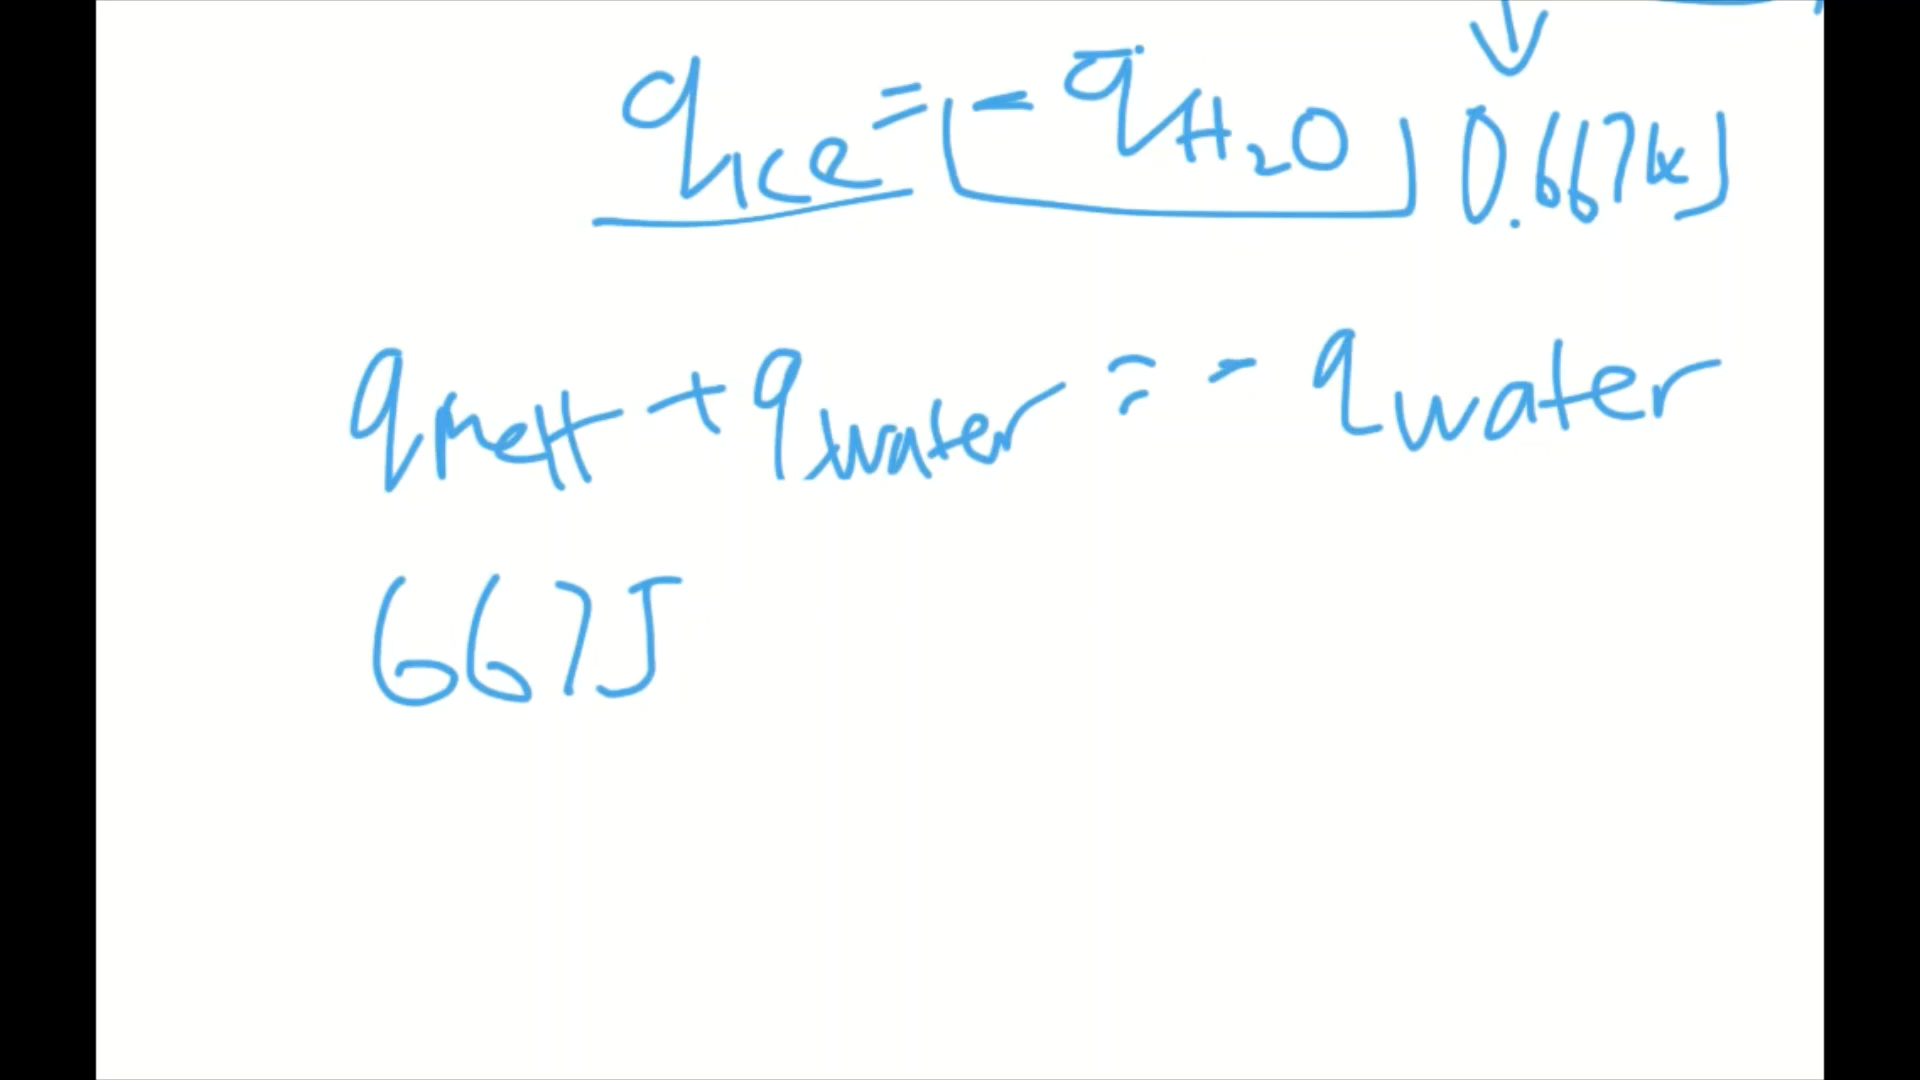 q_ice = - q_H₂O 0.667kJ
q_melt + q_water = - q_water
667J